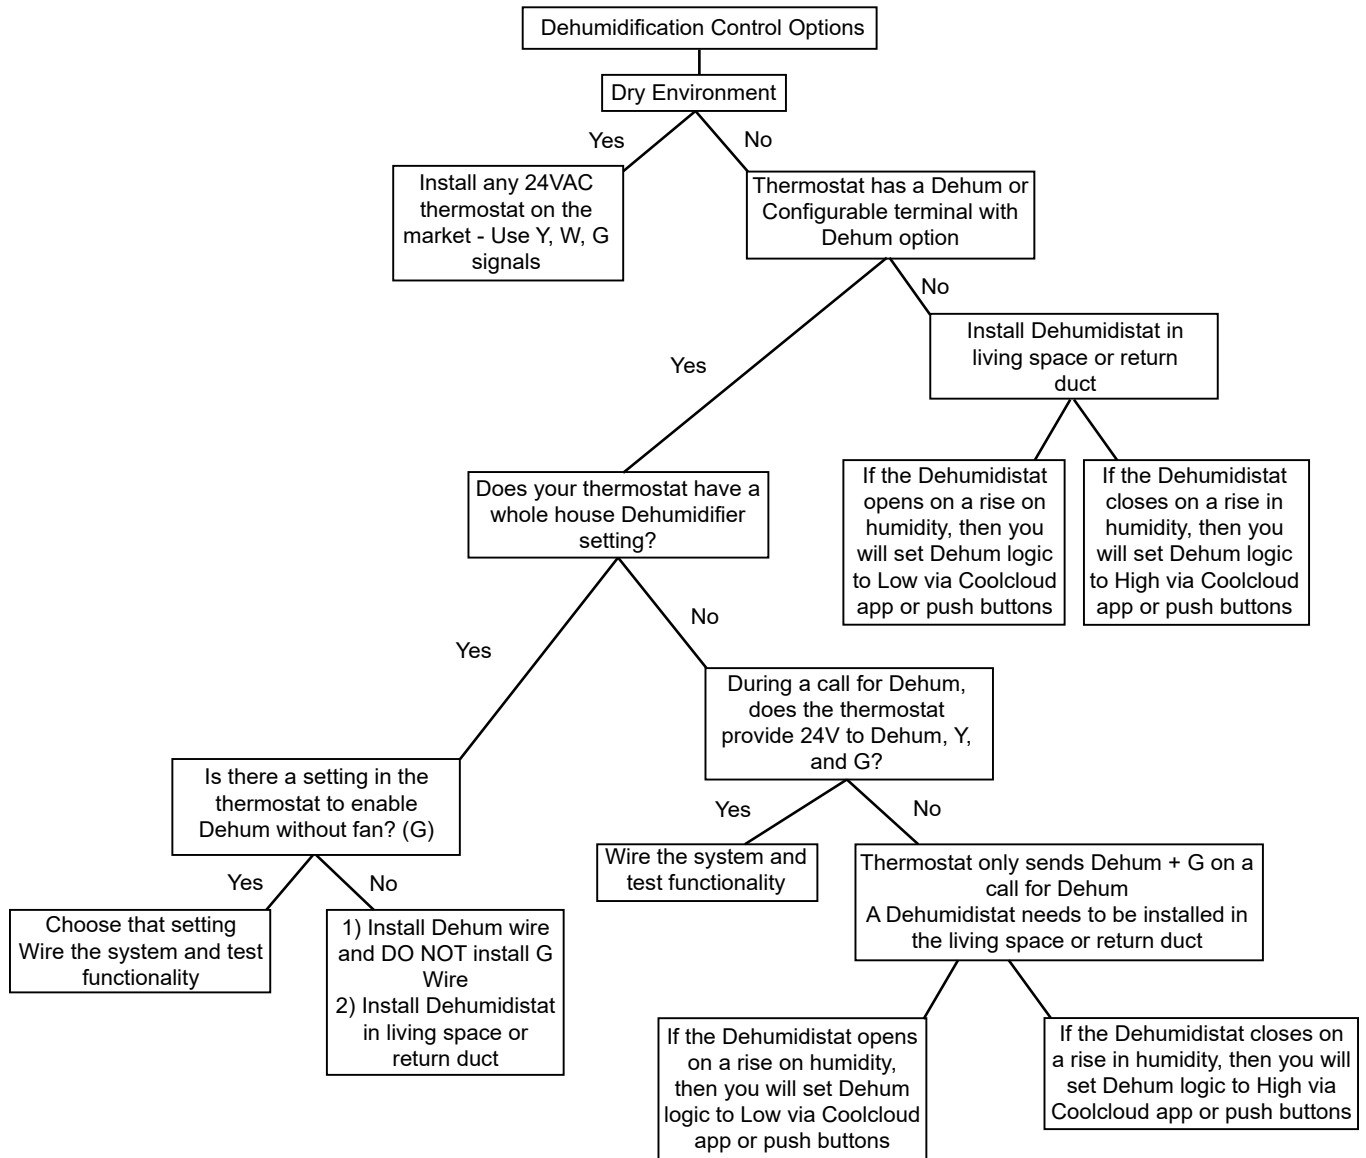 Dehumidification Control Options
Dry Environment
Yes
No
Install any 24VAC
thermostat on the
market - Use Y, W, G
signals
Thermostat has a Dehum or
Configurable terminal with
Dehum option
No
Install Dehumidistat in
living space or return
duct
Yes
If the Dehumidistat
opens on a rise on
humidity, then you
will set Dehum logic
to Low via Coolcloud
app or push buttons
If the Dehumidistat
closes on a rise in
humidity, then you
will set Dehum logic
to High via Coolcloud
app or push buttons
Does your thermostat have a
whole house Dehumidifier
setting?
Yes
No
During a call for Dehum,
does the thermostat
provide 24V to Dehum, Y,
and G?
Is there a setting in the
thermostat to enable
Dehum without fan? (G)
Yes
No
Wire the system and
test functionality
Thermostat only sends Dehum + G on a
call for Dehum
A Dehumidistat needs to be installed in
the living space or return duct
Yes
No
Choose that setting
Wire the system and test
functionality
1) Install Dehum wire
and DO NOT install G
Wire
2) Install Dehumidistat
in living space or
return duct
If the Dehumidistat opens
on a rise on humidity,
then you will set Dehum
logic to Low via Coolcloud
app or push buttons
If the Dehumidistat closes on
a rise in humidity, then you will
set Dehum logic to High via
Coolcloud app or push buttons